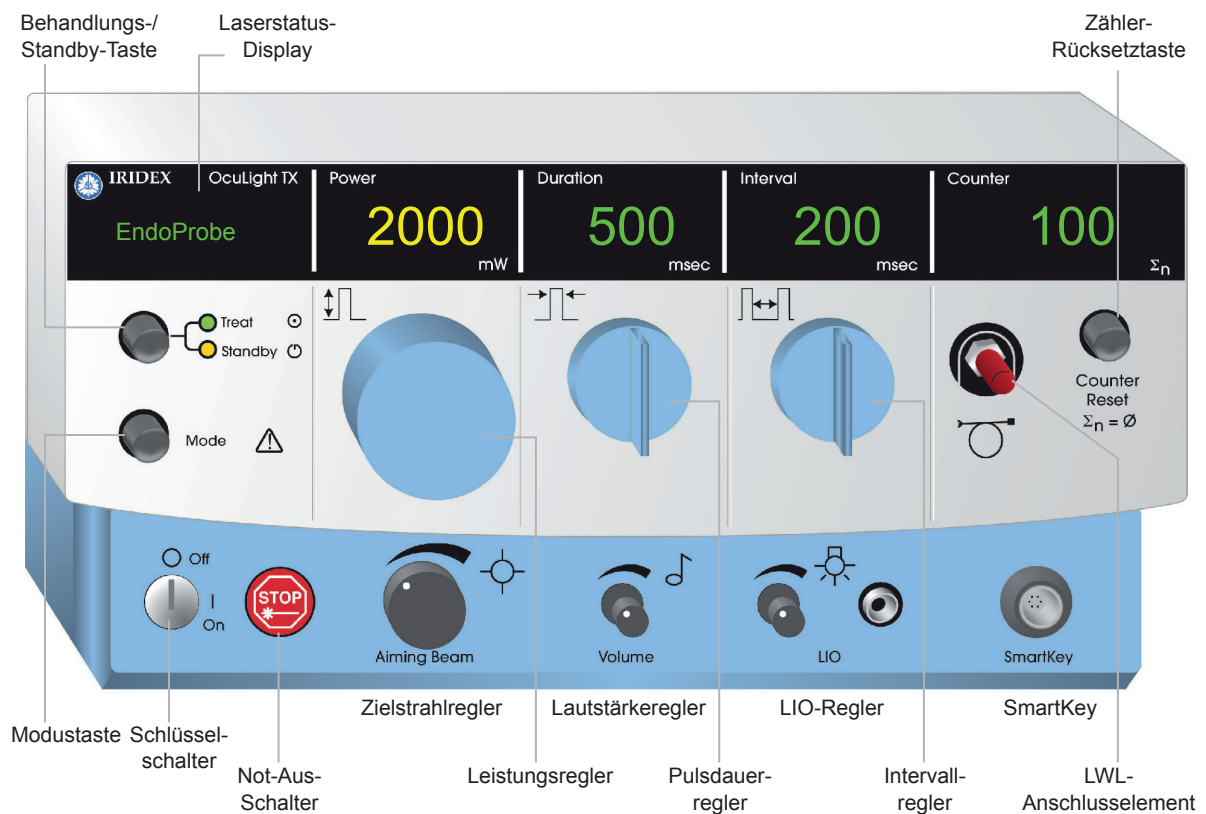 Behandlungs-/
Standby-Taste
Laserstatus-
Display
Zähler-
Rücksetztaste
IRIDEX OcuLight TX
EndoProbe
Power
2000
mW
Duration
500
msec
Interval
200
msec
Counter
100
Σn
Treat
Standby
Mode
Counter
Reset
Σn = Ø
Off
I
On
STOP
Aiming Beam
Volume
LIO
SmartKey
Zielstrahlregler
Lautstärkeregler
LIO-Regler
SmartKey
Modustaste
Schlüssel-
schalter
Not-Aus-
Schalter
Leistungsregler
Pulsdauer-
regler
Intervall-
regler
LWL-
Anschlusselement